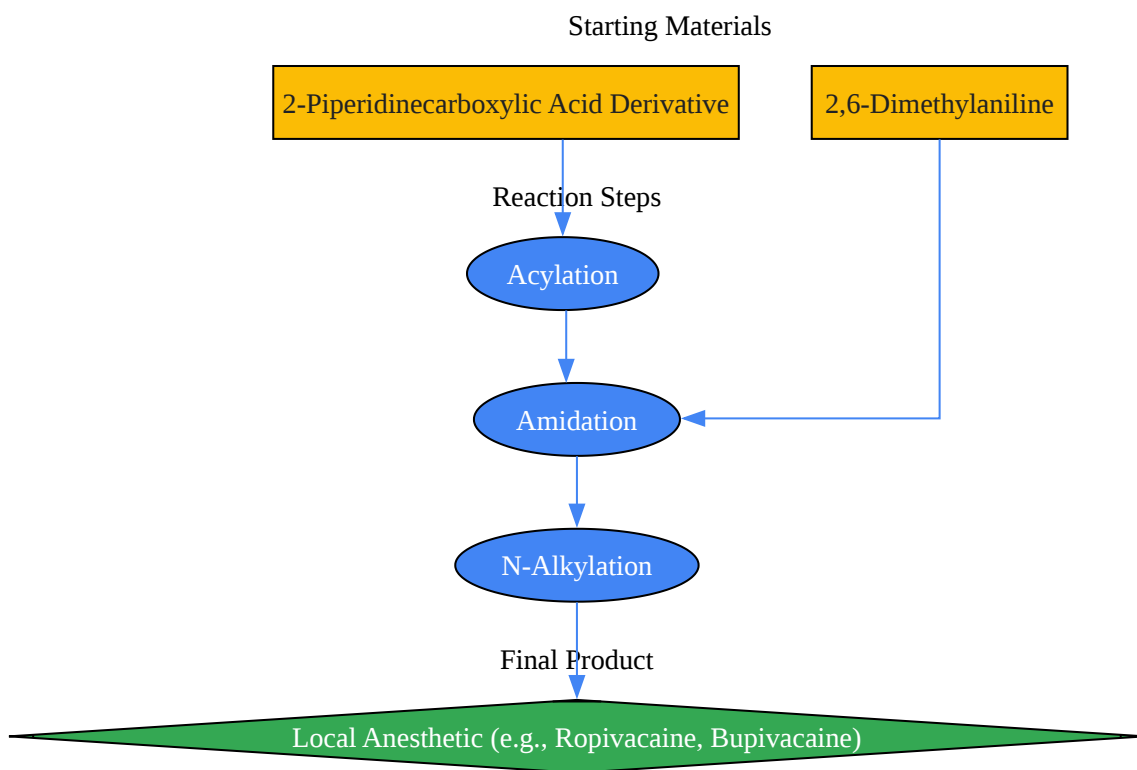 Starting Materials
2-Piperidinecarboxylic Acid Derivative
2,6-Dimethylaniline
Reaction Steps
Acylation
Amidation
N-Alkylation
Final Product
Local Anesthetic (e.g., Ropivacaine, Bupivacaine)